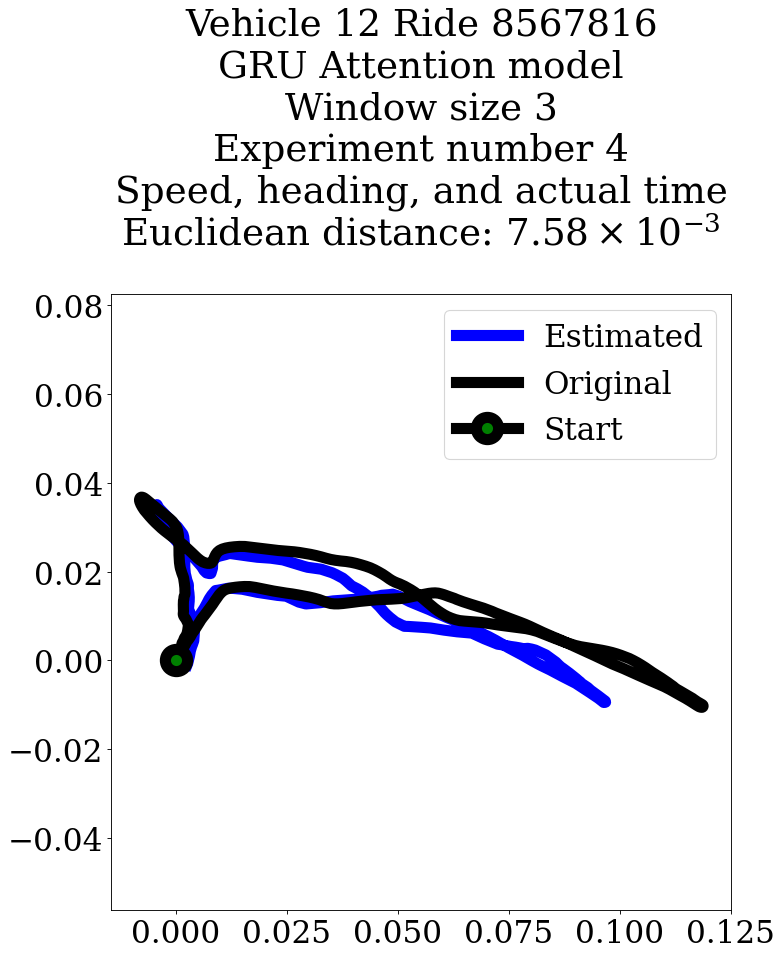 Vehicle 12 Ride 8567816
GRU Attention model
Window size 3
Experiment number 4
Speed, heading, and actual time
Euclidean distance: 7.58 × 10⁻³
Estimated
Original
Start
0.08
0.06
0.04
0.02
0.00
−0.02
−0.04
0.000 0.025 0.050 0.075 0.100 0.125